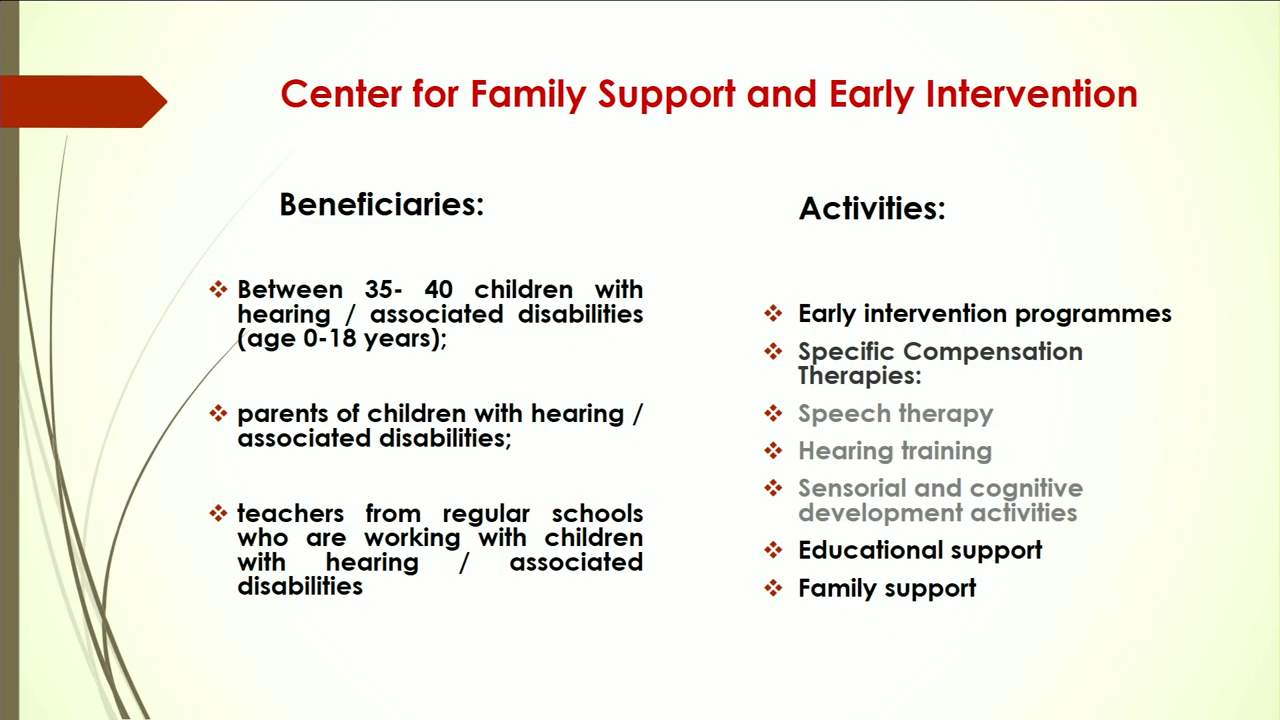 Center for Family Support and Early Intervention
Beneficiaries:
❖ Between 35- 40 children with
hearing / associated disabilities
(age 0-18 years);
❖ parents of children with hearing /
associated disabilities;
❖ teachers from regular schools
who are working with children
with hearing / associated
disabilities
Activities:
❖ Early intervention programmes
❖ Specific Compensation
Therapies:
❖ Speech therapy
❖ Hearing training
❖ Sensorial and cognitive
development activities
❖ Educational support
❖ Family support